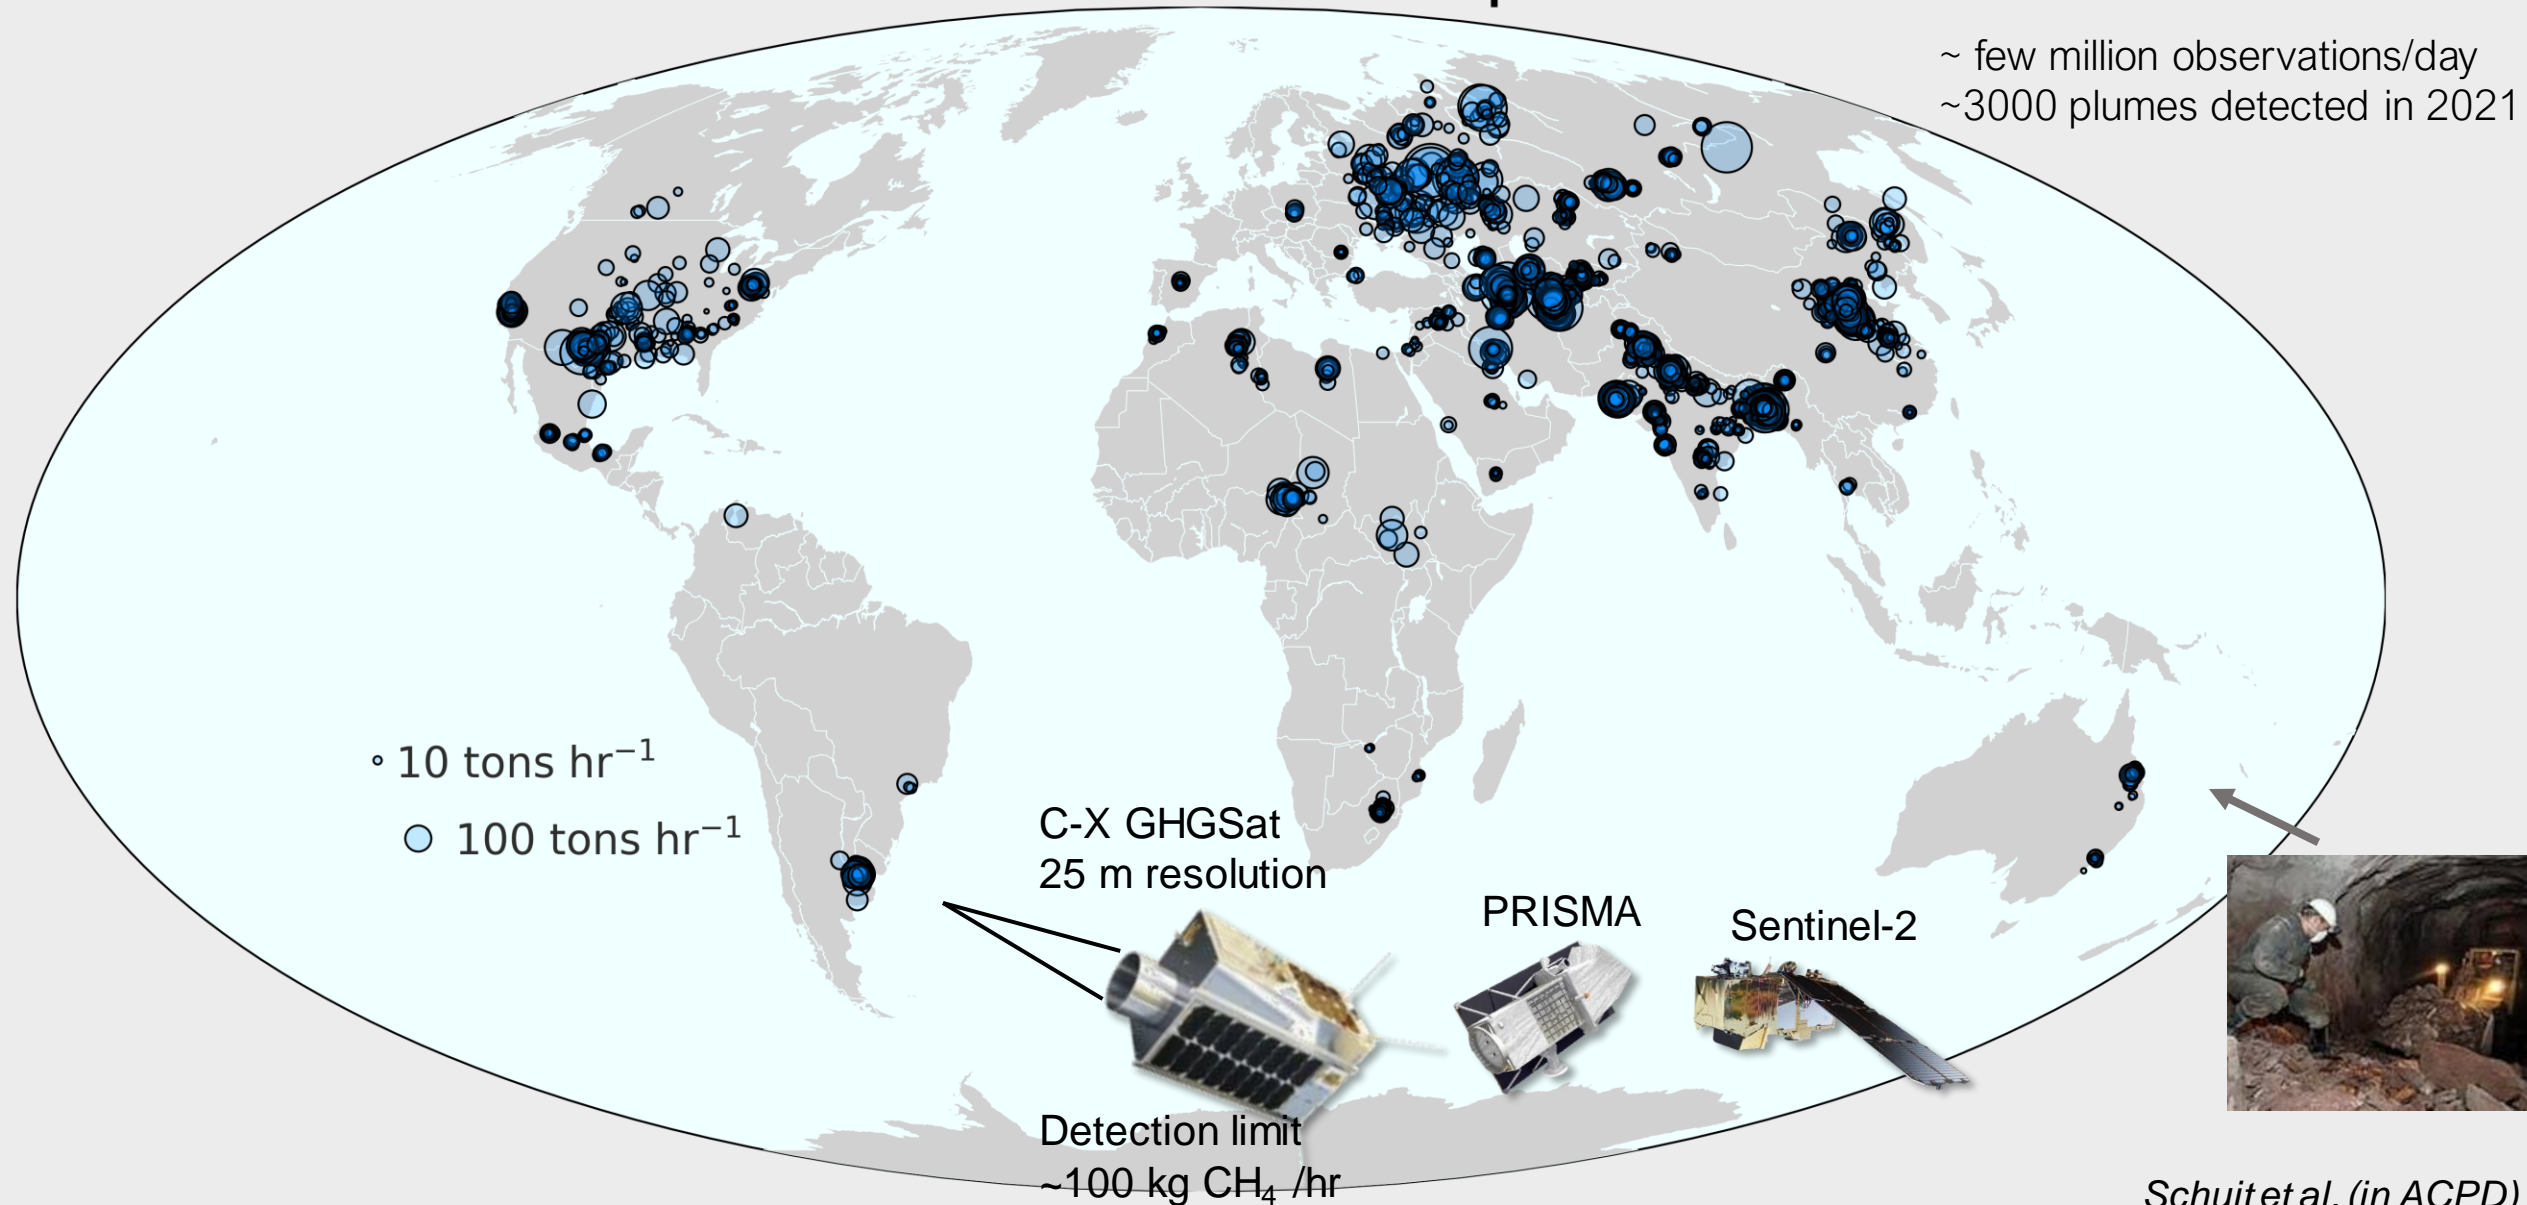 ~ few million observations/day
~3000 plumes detected in 2021
10 tons hr⁻¹
100 tons hr⁻¹
C-X GHGSat
25 m resolution
PRISMA
Sentinel-2
Detection limit
~100 kg CH₄ /hr
Schuit et al. (in ACPD)